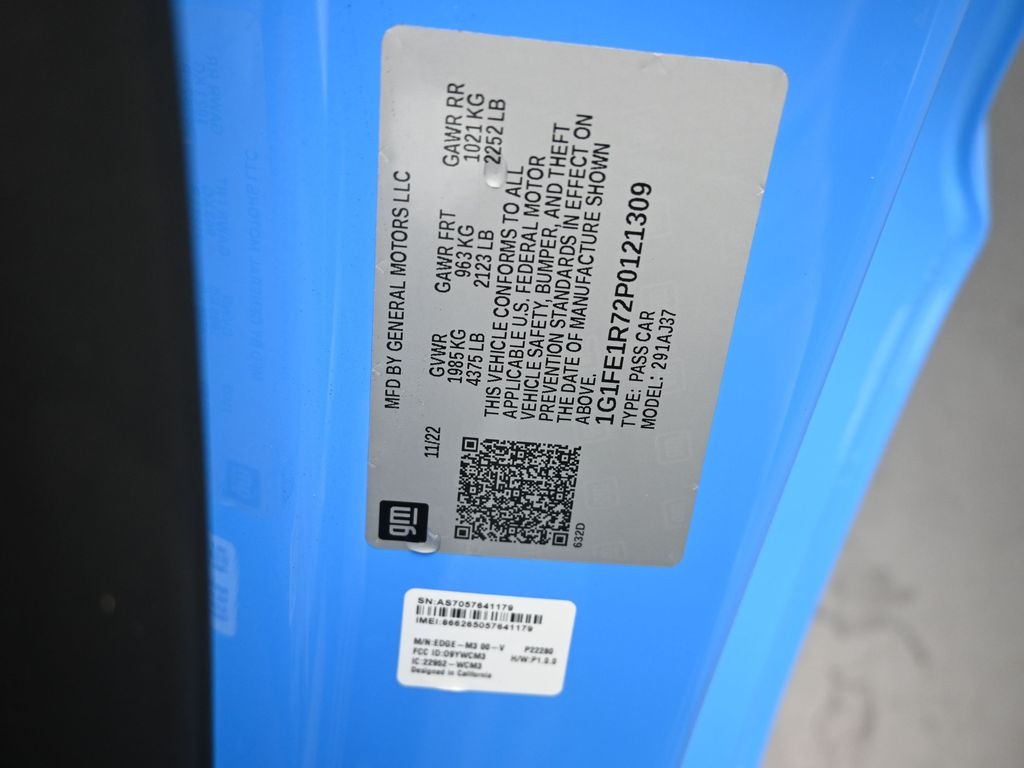 MFD BY GENERAL MOTORS LLC
11/22
GVWR GAWR FRT GAWR RR
1985 KG 963 KG 1021 KG
4375 LB 2123 LB 2252 LB
THIS VEHICLE CONFORMS TO ALL
APPLICABLE U.S. FEDERAL MOTOR
VEHICLE SAFETY, BUMPER, AND THEFT
PREVENTION STANDARDS IN EFFECT ON
THE DATE OF MANUFACTURE SHOWN
ABOVE.
1G1FE1R72P0121309
TYPE: PASS CAR
MODEL: 291AJ37
gm
632D
SN:AS7057641179
IMEI:866265057641179
M/N:EDGE-M3 00-V P22280
FCC ID:O9YWCM3 H/W:P1.0.0
IC:22902-WCM3
Designed in California